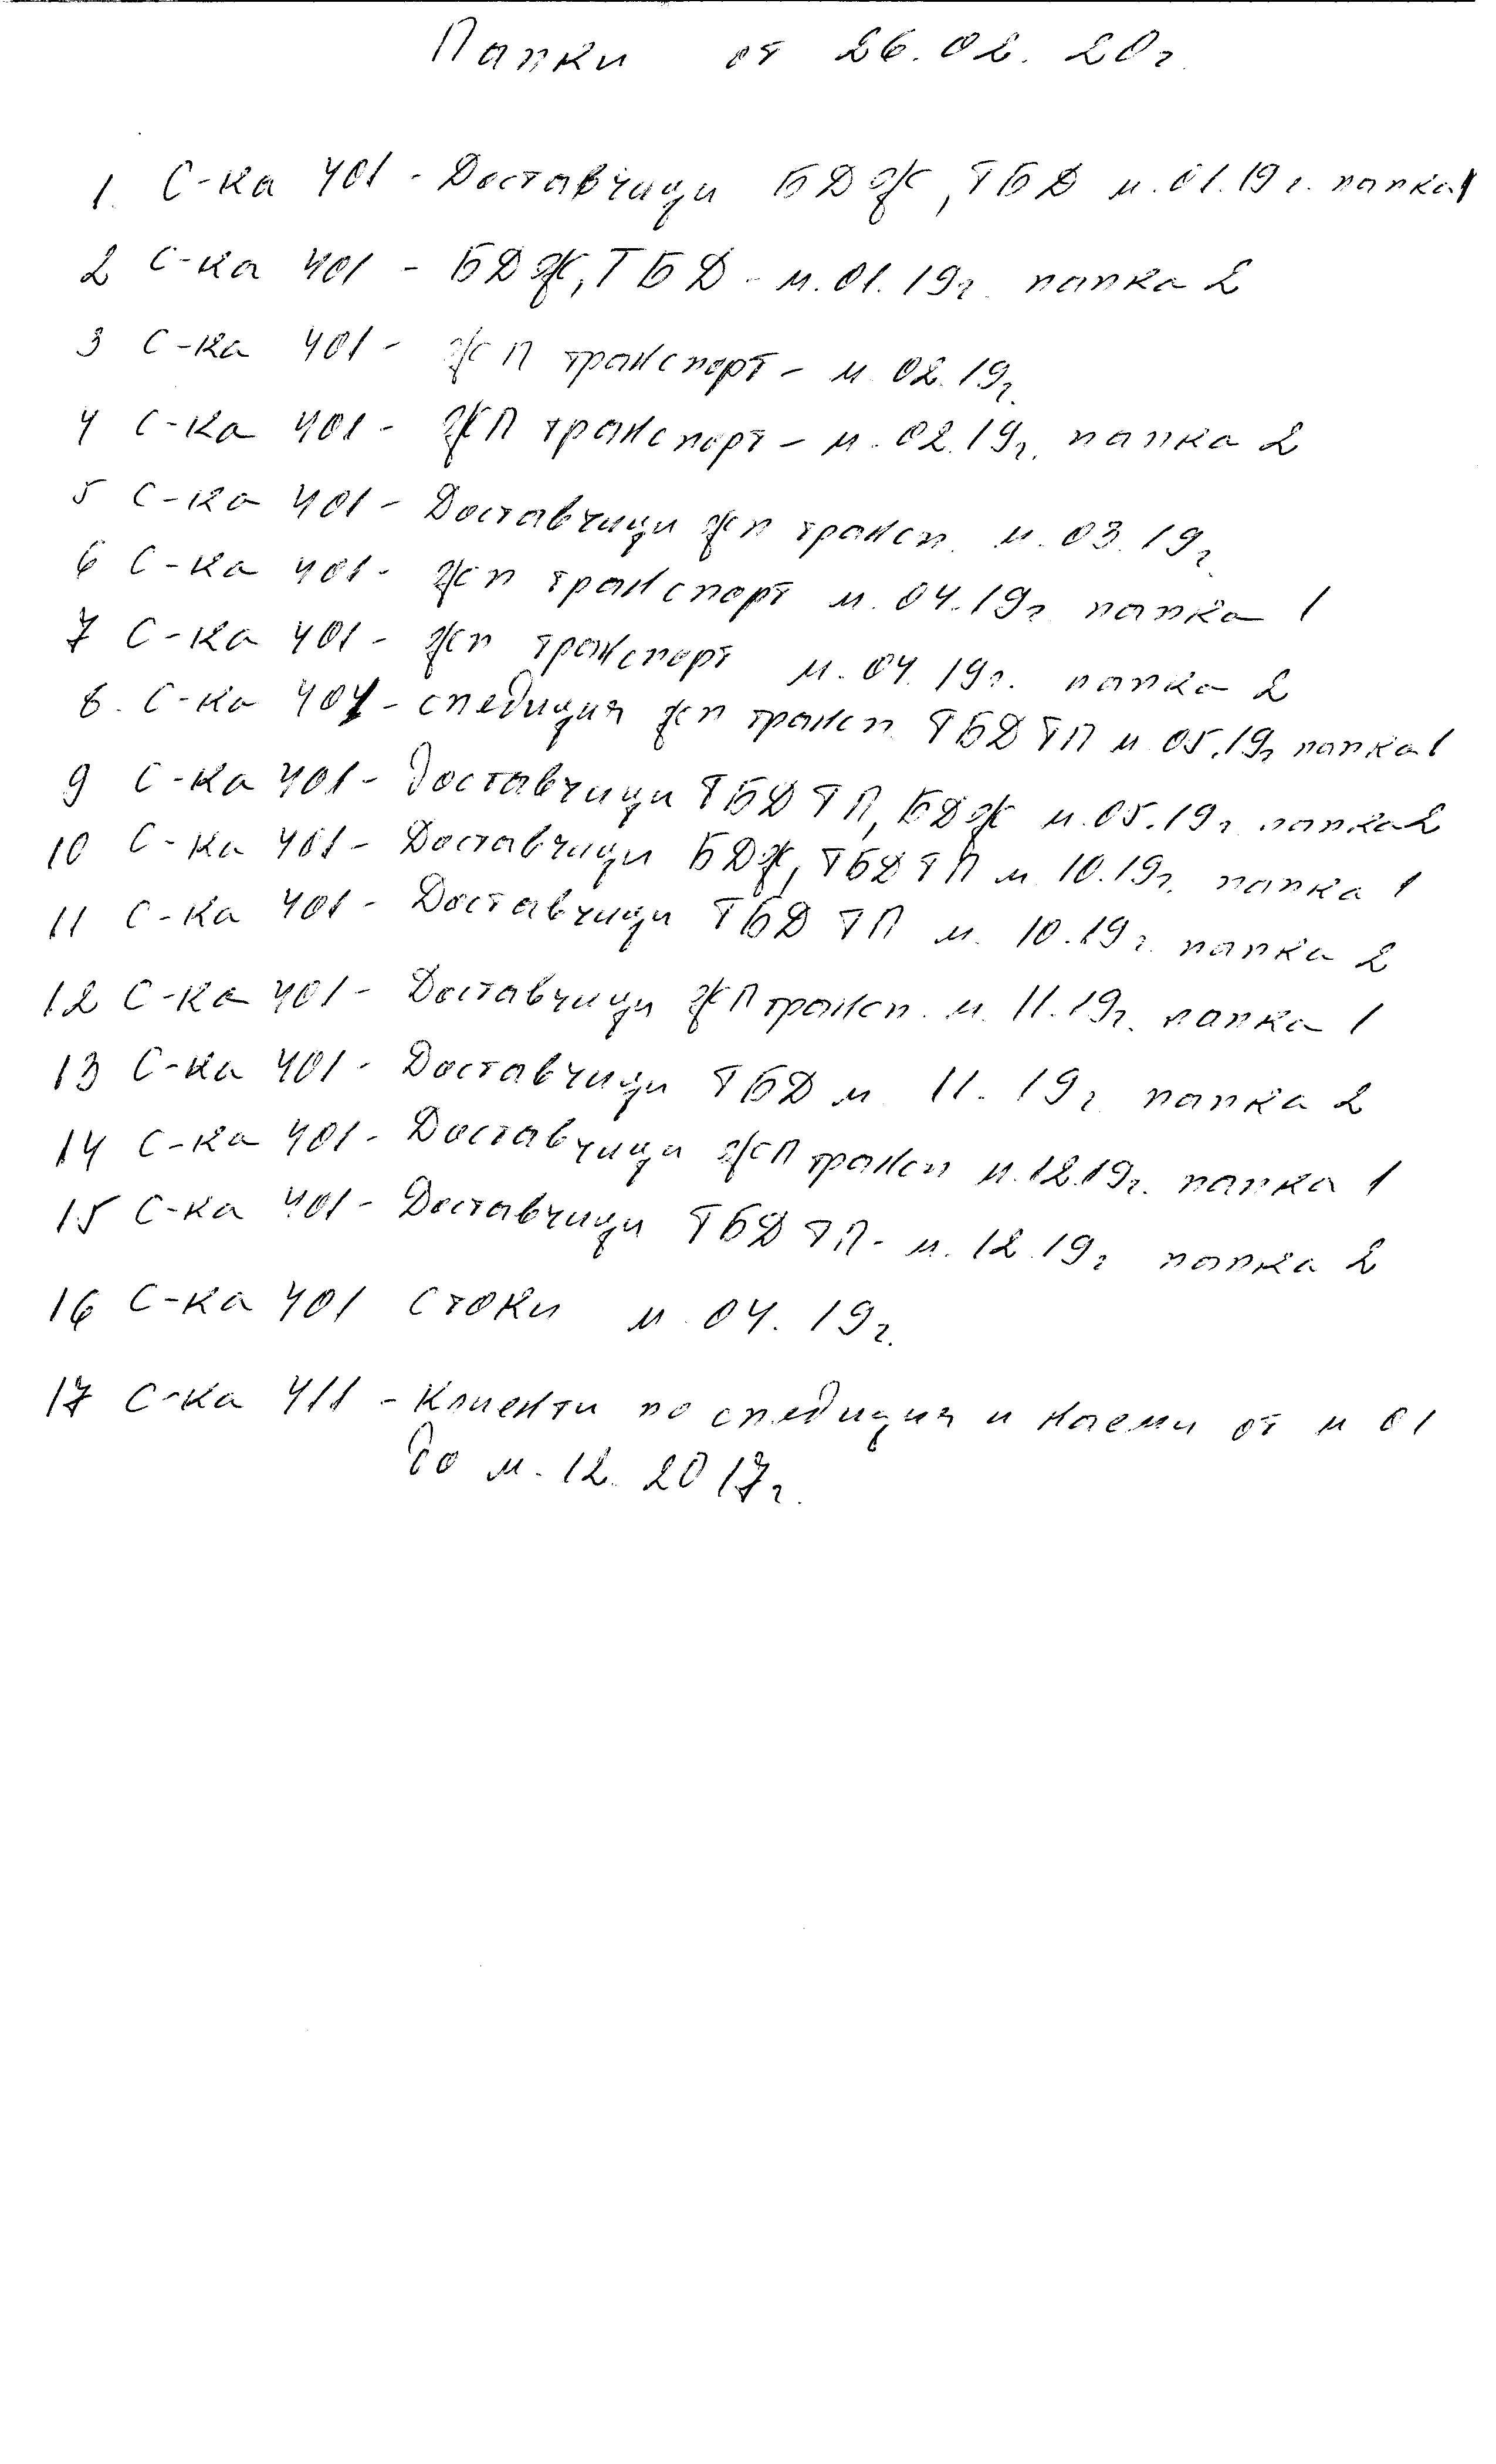 Папки от 26.02.20г.
1. С-ка 401 - Доставчици БДЖ, ТБД м.01.19г. папка 1
2 С-ка 401 - БДЖ, ТБД - м.01.19г. папка 2
3 С-ка 401 - ЖП транспорт - м 02.19г.
4 С-ка 401 - ЖП транспорт - м.02.19г. папка 2
5 С-ка 401 - Доставчици жп трансп. м.03.19г.
6 С-ка 401 - жп транспорт м.04.19г. папка 1
7 С-ка 401 - жп транспорт м.04.19г. папка 2
8. С-ка 401 - спедиция жп трансп ТБД ТП м 05.19г папка 1
9 С-ка 401 - Доставчици ТБД ТП, БДЖ м.05.19г папка 2
10 С-ка 401 - Доставчици БДЖ, ТБД ТП м 10.19г. папка 1
11 С-ка 401 - Доставчици ТБД ТП м. 10.19г. папка 2
12 С-ка 401 - Доставчици ЖП трансп. м. 11.19г. папка 1
13 С-ка 401 - Доставчици ТБД м 11.19г. папка 2
14 С-ка 401 - Доставчици ЖП трансп м.12.19г. папка 1
15 С-ка 401 - Доставчици ТБД ТП - м.12.19г папка 2
16 С-ка 401 Стоки м 04.19г.
17 С-ка 411 - Клиенти по спедиция и наеми от м 01
до м.12.2017г.